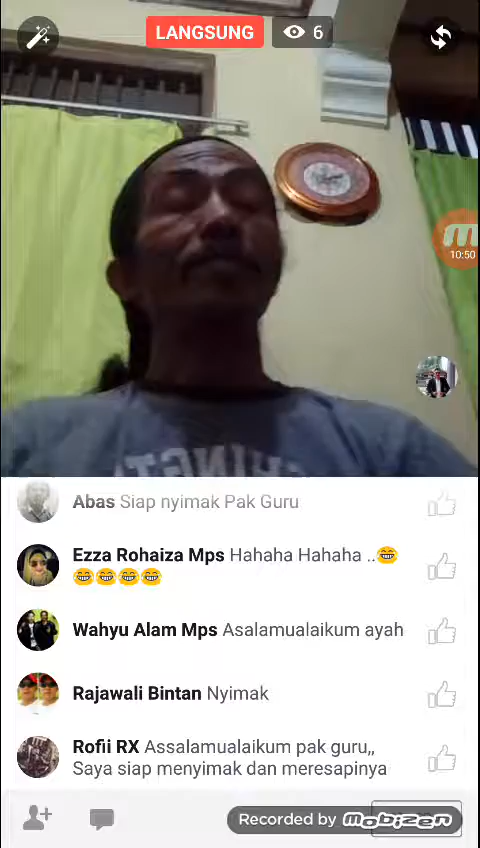 LANGSUNG 6
10:50
Abas Siap nyimak Pak Guru
Ezza Rohaiza Mps Hahaha Hahaha ..😂
😂😂😂😂
Wahyu Alam Mps Asalamualaikum ayah
Rajawali Bintan Nyimak
Rofii RX Assalamualaikum pak guru,,
Saya siap menyimak dan meresapinya
Recorded by mobizen